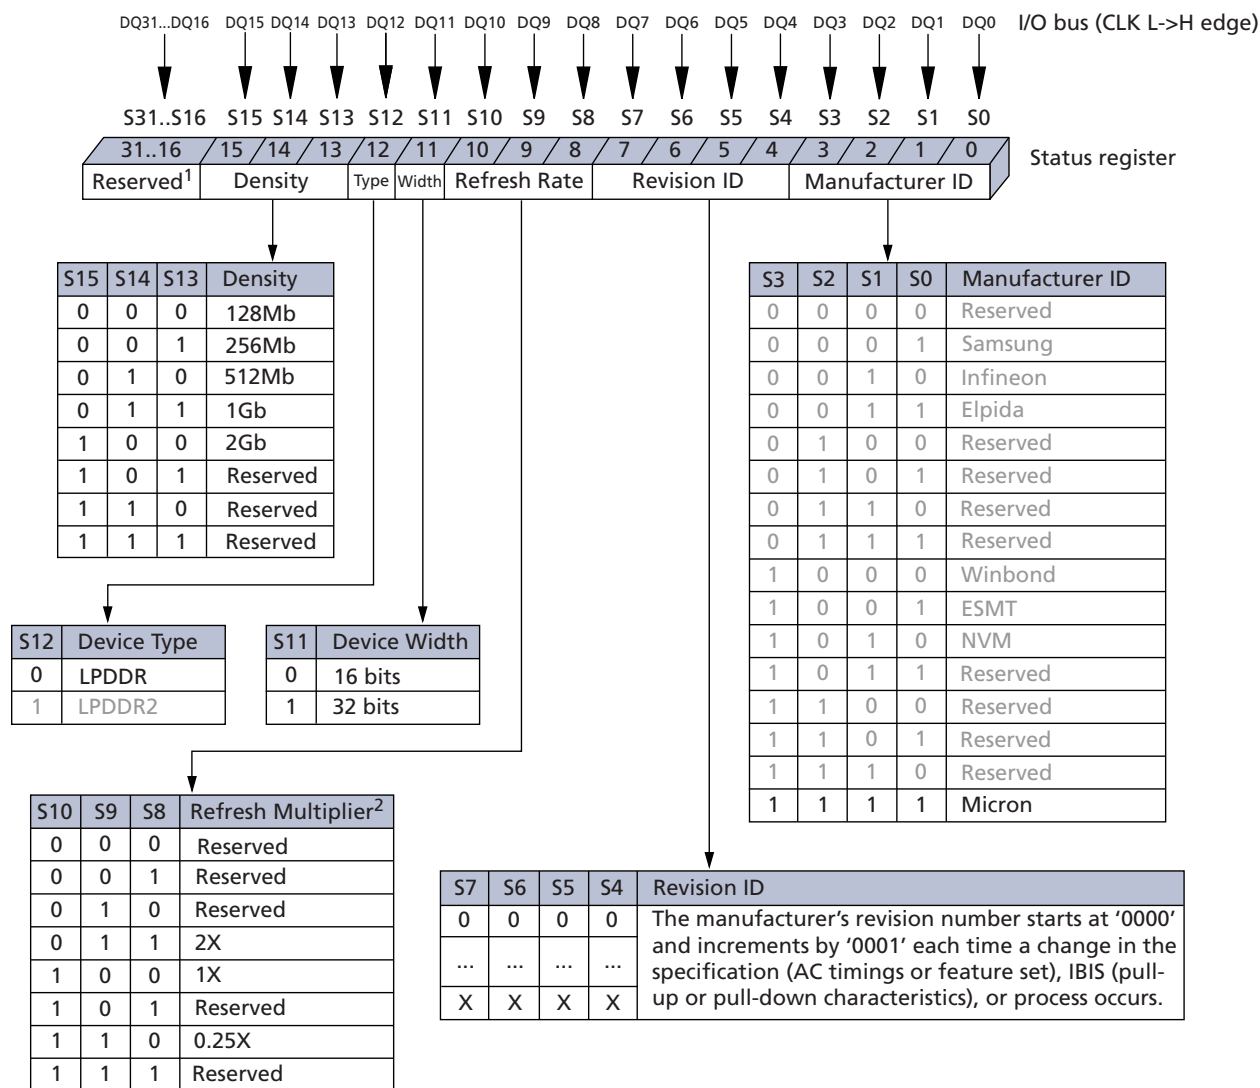 DQ31...DQ16 DQ15 DQ14 DQ13 DQ12 DQ11 DQ10 DQ9 DQ8 DQ7 DQ6 DQ5 DQ4 DQ3 DQ2 DQ1 DQ0 I/O bus (CLK L->H edge)
S31..S16 S15 S14 S13 S12 S11 S10 S9 S8 S7 S6 S5 S4 S3 S2 S1 S0
31..16 15 14 13 12 11 10 9 8 7 6 5 4 3 2 1 0 Status register
Reserved1 Density Type Width Refresh Rate Revision ID Manufacturer ID
S15 S14 S13 Density
0 0 0 128Mb
0 0 1 256Mb
0 1 0 512Mb
0 1 1 1Gb
1 0 0 2Gb
1 0 1 Reserved
1 1 0 Reserved
1 1 1 Reserved
S3 S2 S1 S0 Manufacturer ID
0 0 0 0 Reserved
0 0 0 1 Samsung
0 0 1 0 Infineon
0 0 1 1 Elpida
0 1 0 0 Reserved
0 1 0 1 Reserved
0 1 1 0 Reserved
0 1 1 1 Reserved
1 0 0 0 Winbond
1 0 0 1 ESMT
1 0 1 0 NVM
1 0 1 1 Reserved
1 1 0 0 Reserved
1 1 0 1 Reserved
1 1 1 0 Reserved
1 1 1 1 Micron
S12 Device Type
0 LPDDR
1 LPDDR2
S11 Device Width
0 16 bits
1 32 bits
S10 S9 S8 Refresh Multiplier2
0 0 0 Reserved
0 0 1 Reserved
0 1 0 Reserved
0 1 1 2X
1 0 0 1X
1 0 1 Reserved
1 1 0 0.25X
1 1 1 Reserved
S7 S6 S5 S4 Revision ID
0 0 0 0 The manufacturer's revision number starts at '0000'
and increments by '0001' each time a change in the
... ... ... ... specification (AC timings or feature set), IBIS (pull-
X X X X up or pull-down characteristics), or process occurs.